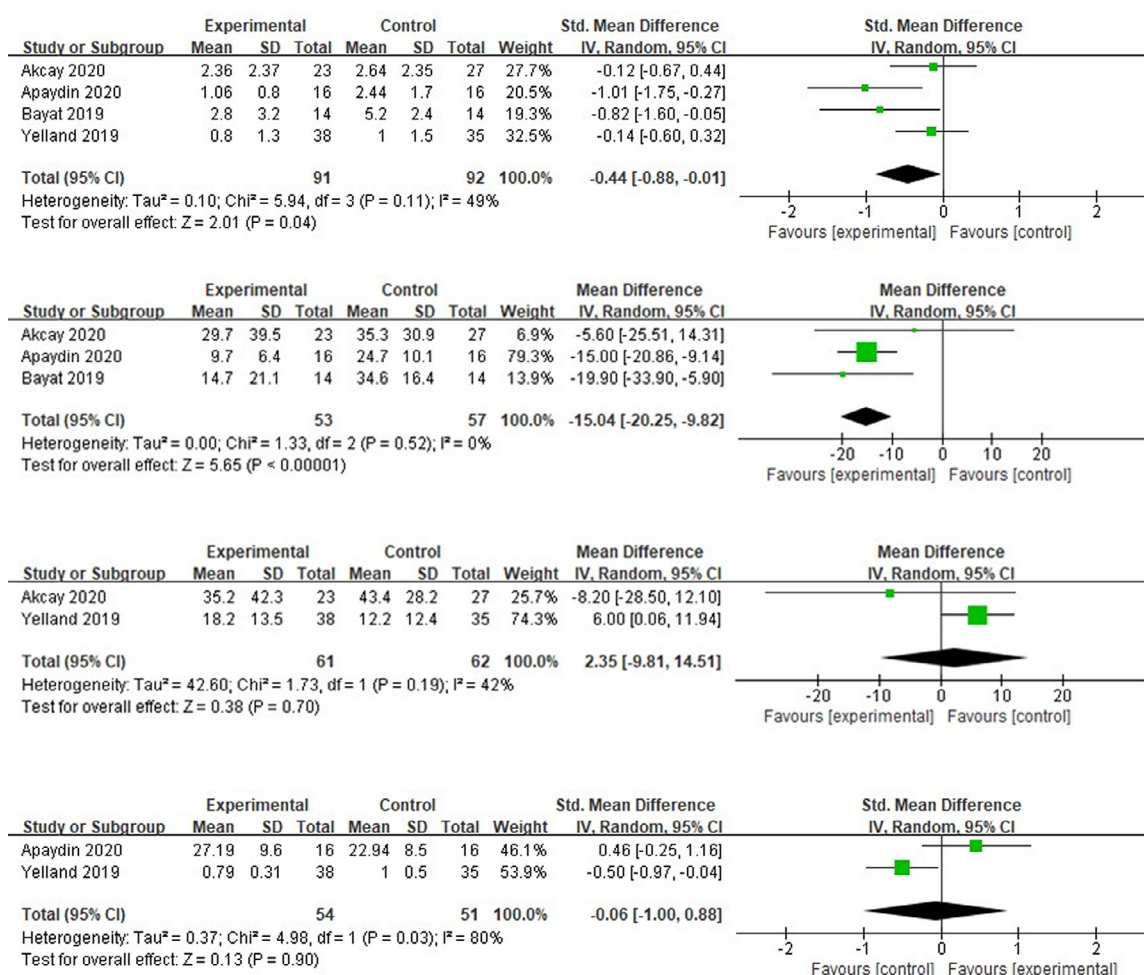 Experimental Control Std. Mean Difference Std. Mean Difference
Study or Subgroup Mean SD Total Mean SD Total Weight IV, Random, 95% CI IV, Random, 95% CI
Akcay 2020 2.36 2.37 23 2.64 2.35 27 27.7% -0.12 [-0.67, 0.44]
Apaydin 2020 1.06 0.8 16 2.44 1.7 16 20.5% -1.01 [-1.75, -0.27]
Bayat 2019 2.8 3.2 14 5.2 2.4 14 19.3% -0.82 [-1.60, -0.05]
Yelland 2019 0.8 1.3 38 1 1.5 35 32.5% -0.14 [-0.60, 0.32]
Total (95% CI) 91 92 100.0% -0.44 [-0.88, -0.01]
Heterogeneity: Tau² = 0.10; Chi² = 5.94, df = 3 (P = 0.11); I² = 49%
Test for overall effect: Z = 2.01 (P = 0.04)
-2 -1 0 1 2
Favours [experimental] Favours [control]
Experimental Control Mean Difference Mean Difference
Study or Subgroup Mean SD Total Mean SD Total Weight IV, Random, 95% CI IV, Random, 95% CI
Akcay 2020 29.7 39.5 23 35.3 30.9 27 6.9% -5.60 [-25.51, 14.31]
Apaydin 2020 9.7 6.4 16 24.7 10.1 16 79.3% -15.00 [-20.86, -9.14]
Bayat 2019 14.7 21.1 14 34.6 16.4 14 13.9% -19.90 [-33.90, -5.90]
Total (95% CI) 53 57 100.0% -15.04 [-20.25, -9.82]
Heterogeneity: Tau² = 0.00; Chi² = 1.33, df = 2 (P = 0.52); I² = 0%
Test for overall effect: Z = 5.65 (P < 0.00001)
-20 -10 0 10 20
Favours [experimental] Favours [control]
Experimental Control Mean Difference Mean Difference
Study or Subgroup Mean SD Total Mean SD Total Weight IV, Random, 95% CI IV, Random, 95% CI
Akcay 2020 35.2 42.3 23 43.4 28.2 27 25.7% -8.20 [-28.50, 12.10]
Yelland 2019 18.2 13.5 38 12.2 12.4 35 74.3% 6.00 [0.06, 11.94]
Total (95% CI) 61 62 100.0% 2.35 [-9.81, 14.51]
Heterogeneity: Tau² = 42.60; Chi² = 1.73, df = 1 (P = 0.19); I² = 42%
Test for overall effect: Z = 0.38 (P = 0.70)
-20 -10 0 10 20
Favours [experimental] Favours [control]
Experimental Control Std. Mean Difference Std. Mean Difference
Study or Subgroup Mean SD Total Mean SD Total Weight IV, Random, 95% CI IV, Random, 95% CI
Apaydin 2020 27.19 9.6 16 22.94 8.5 16 46.1% 0.46 [-0.25, 1.16]
Yelland 2019 0.79 0.31 38 1 0.5 35 53.9% -0.50 [-0.97, -0.04]
Total (95% CI) 54 51 100.0% -0.06 [-1.00, 0.88]
Heterogeneity: Tau² = 0.37; Chi² = 4.98, df = 1 (P = 0.03); I² = 80%
Test for overall effect: Z = 0.13 (P = 0.90)
-2 -1 0 1 2
Favours [control] Favours [experimental]